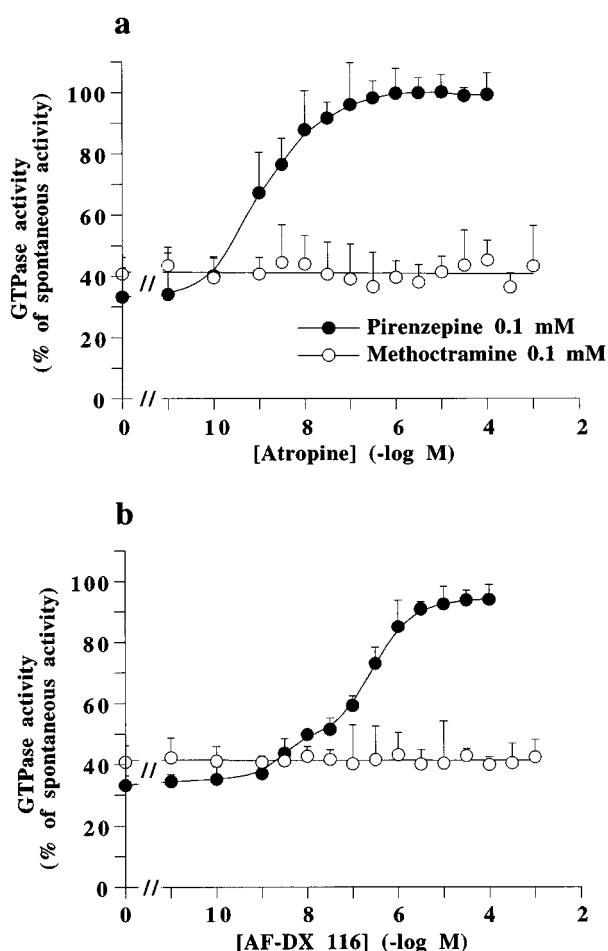 a
GTPase activity
(% of spontaneous activity)
100
80
60
40
20
0
Pirenzepine 0.1 mM
Methoctramine 0.1 mM
0 // 10 8 6 4 2
[Atropine] (-log M)
b
GTPase activity
(% of spontaneous activity)
100
80
60
40
20
0
0 // 10 8 6 4 2
[AF-DX 116] (-log M)